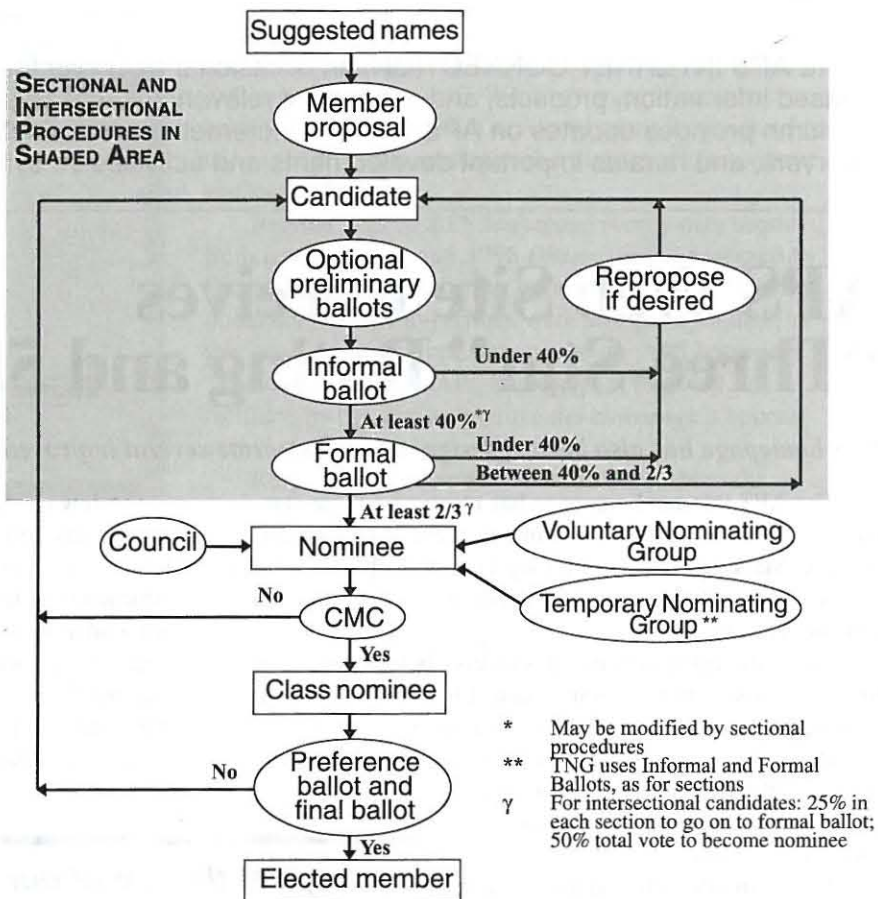 Suggested names
SECTIONAL AND
INTERSECTIONAL
PROCEDURES IN
SHADED AREA
Member
proposal
Candidate
Optional
preliminary
ballots
Repropose
if desired
Under 40%
Informal
ballot
At least 40%*γ
Under 40%
Formal
ballot
Between 40% and 2/3
At least 2/3 γ
Council
Nominee
Voluntary Nominating
Group
Temporary Nominating
Group **
No
CMC
Yes
Class nominee
No
Preference
ballot and
final ballot
Yes
Elected member
* May be modified by sectional
procedures
** TNG uses Informal and Formal
Ballots, as for sections
γ For intersectional candidates: 25% in
each section to go on to formal ballot;
50% total vote to become nominee